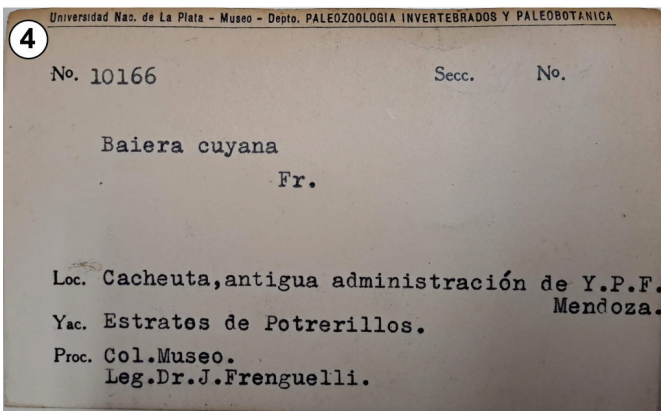 4
Universidad Nac. de La Plata - Museo - Depto. PALEOZOOLOGIA INVERTEBRADOS Y PALEOBOTANICA
No. 10166 Secc. No.
Baiera cuyana
Fr.
Loc. Cacheuta,antigua administración de Y.P.F.
Mendoza.
Yac. Estratos de Potrerillos.
Proc. Col.Museo.
Leg.Dr.J.Frenguelli.